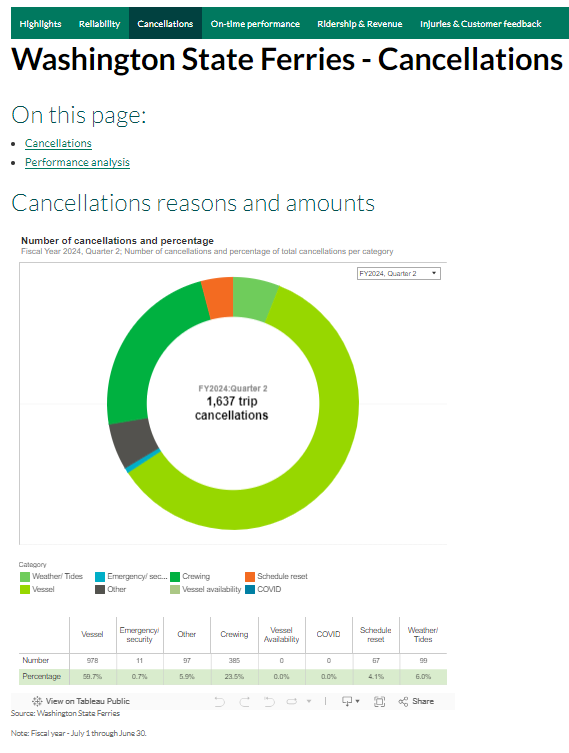 Highlights Reliability Cancellations On-time performance Ridership & Revenue Injuries & Customer feedback
Washington State Ferries - Cancellations
On this page:
• Cancellations
• Performance analysis
Cancellations reasons and amounts
Number of cancellations and percentage
Fiscal Year 2024, Quarter 2; Number of cancellations and percentage of total cancellations per category
FY2024, Quarter 2
FY2024:Quarter 2
1,637 trip
cancellations
Category
Weather/ Tides Emergency/ sec... Crewing Schedule reset
Vessel Other Vessel availability COVID
Vessel Emergency/ security Other Crewing Vessel Availability COVID Schedule reset Weather/ Tides
Number 978 11 97 385 0 0 67 99
Percentage 59.7% 0.7% 5.9% 23.5% 0.0% 0.0% 4.1% 6.0%
View on Tableau Public Share
Source: Washington State Ferries
Note: Fiscal year - July 1 through June 30.